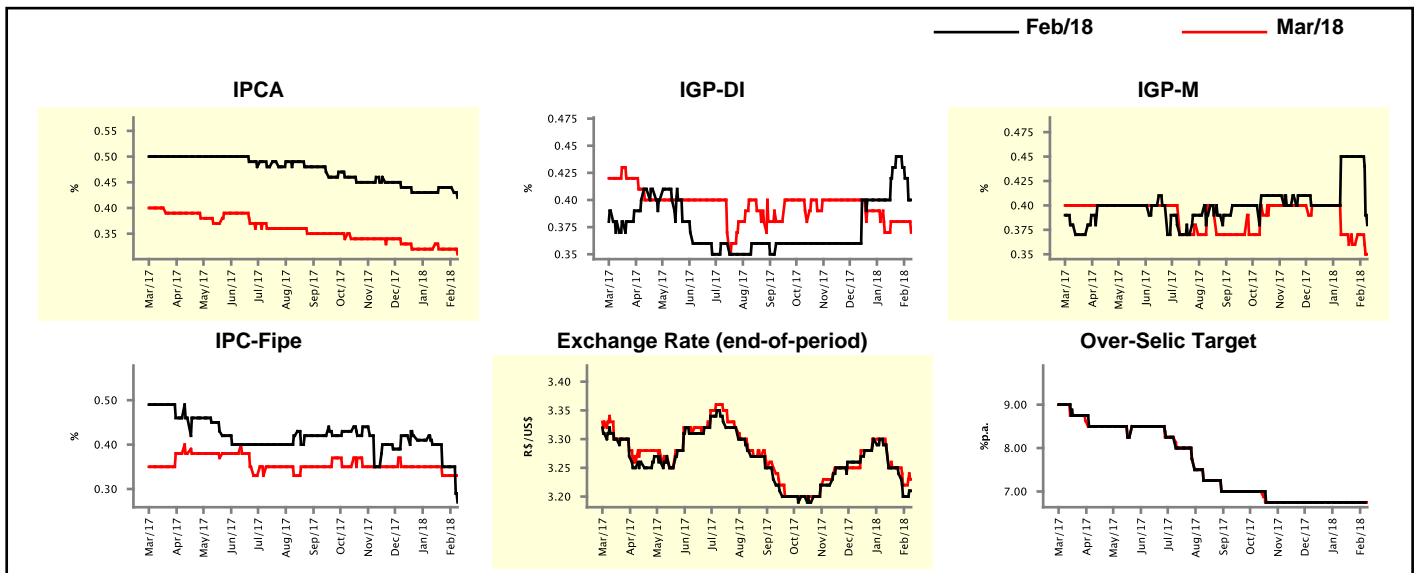 Feb/18 Mar/18
IPCA IGP-DI IGP-M
0.55
0.50
0.45
0.40
0.35
%
Mar/17 Apr/17 May/17 Jun/17 Jul/17 Aug/17 Sep/17 Oct/17 Nov/17 Dec/17 Jan/18 Feb/18
0.475
0.45
0.425
0.40
0.375
0.35
%
Mar/17 Apr/17 May/17 Jun/17 Jul/17 Aug/17 Sep/17 Oct/17 Nov/17 Dec/17 Jan/18 Feb/18
0.475
0.45
0.425
0.40
0.375
0.35
%
Mar/17 Apr/17 May/17 Jun/17 Jul/17 Aug/17 Sep/17 Oct/17 Nov/17 Dec/17 Jan/18 Feb/18
IPC-Fipe Exchange Rate (end-of-period) Over-Selic Target
0.50
0.40
0.30
%
Mar/17 Apr/17 May/17 Jun/17 Jul/17 Aug/17 Sep/17 Oct/17 Nov/17 Dec/17 Jan/18 Feb/18
3.40
3.35
3.30
3.25
3.20
R$/US$
Mar/17 Apr/17 May/17 Jun/17 Jul/17 Aug/17 Sep/17 Oct/17 Nov/17 Dec/17 Jan/18 Feb/18
9.00
8.00
7.00
%p.a.
Mar/17 Apr/17 May/17 Jun/17 Jul/17 Aug/17 Sep/17 Oct/17 Nov/17 Dec/17 Jan/18 Feb/18